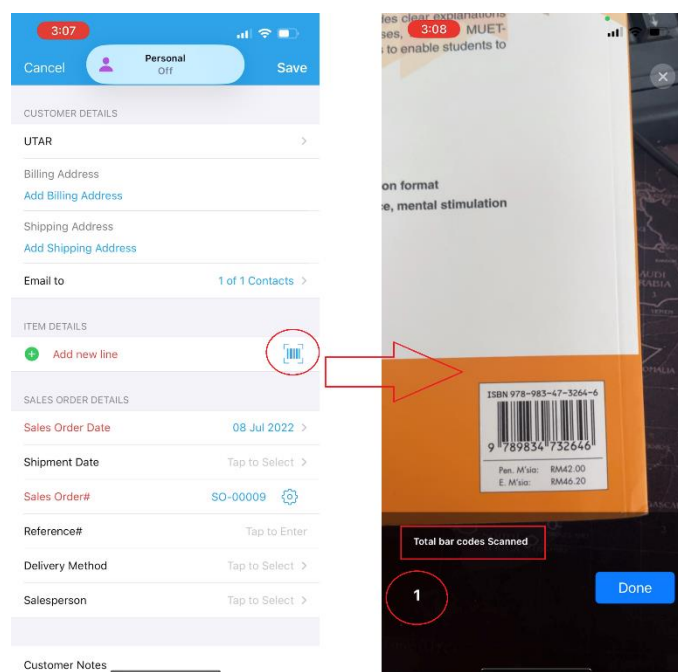 3:07
Personal
Off
Cancel
Save
CUSTOMER DETAILS
UTAR
Billing Address
Add Billing Address
Shipping Address
Add Shipping Address
Email to
1 of 1 Contacts
ITEM DETAILS
Add new line
SALES ORDER DETAILS
Sales Order Date
08 Jul 2022
Shipment Date
Tap to Select
Sales Order#
SO-00009
Reference#
Tap to Enter
Delivery Method
Tap to Select
Salesperson
Tap to Select
Customer Notes
des clear explanations
ses, MUET-
s to enable students to
3:08
on format
e, mental stimulation
ISBN 978-983-47-3264-6
9 789834 732646
Pen. M'sia: RM42.00
E. M'sia: RM46.20
Total bar codes Scanned
1
Done